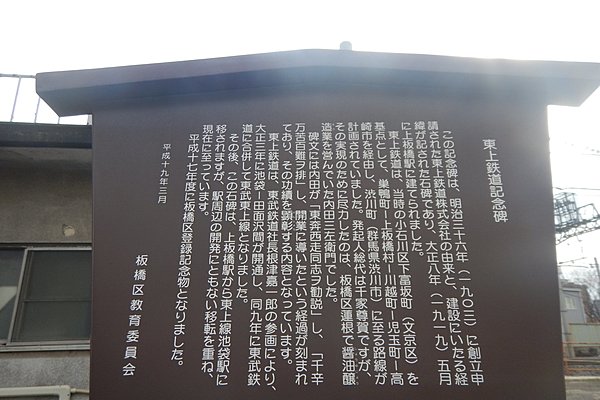 東上鉄道記念碑
この記念碑は、明治三十六年（一九〇三）に創立申
請された東上鉄道株式会社の由来と、建設にいたる経
緯が記された石碑であり、大正八年（一九一九）五月
に上板橋駅に建てられました。
東上鉄道は、当時の小石川区下富坂町（文京区）を
基点として、巣鴨町ー上板橋村ー川越町ー児玉町ー高
崎市を経由し、渋川町（群馬県渋川市）に至る路線が
計画されていました。発起人総代は千家尊賀ですが、
その実現のために尽力したのは、板橋区蓮根で醤油醸
造業を営んでいた内田三左衛門でした。
碑文には内田が「東奔西走同志ヲ勧説」し、「千辛
万苦難ヲ排」し、開業に導いたという経過が刻まれ
ており、その功績を顕彰する内容となっています。
東上鉄道は、東武鉄道社長根津嘉一郎の参画により、
大正三年に池袋ー田面沢間が開通し、同九年に東武鉄
道に合併して東武東上線となりました。
その後、この石碑は、上板橋駅から東上線池袋駅に
移されますが、駅周辺の開発にともない移転を重ね、
現在に至っています。
平成十七年度に板橋区登録記念物となりました。
平成十九年三月
板橋区教育委員会